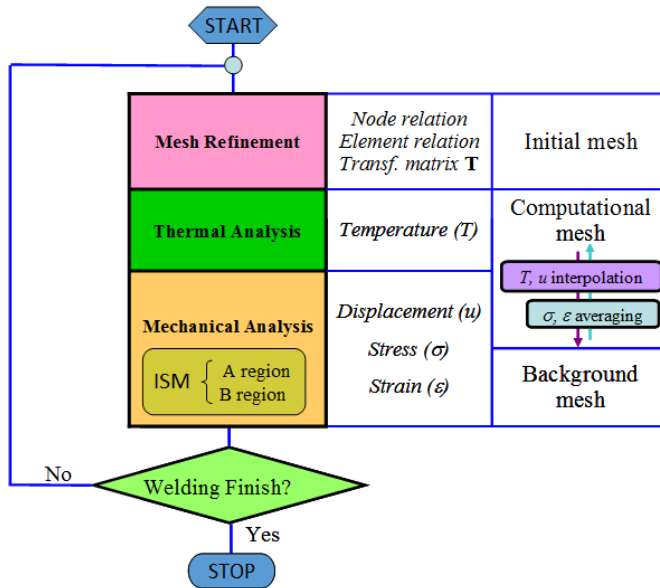 START
Mesh Refinement
Node relation
Element relation
Transf. matrix T
Initial mesh
Thermal Analysis
Temperature (T)
Computational
mesh
T, u interpolation
σ, ε averaging
Mechanical Analysis
ISM
A region
B region
Displacement (u)
Stress (σ)
Strain (ε)
Background
mesh
Welding Finish?
No
Yes
STOP